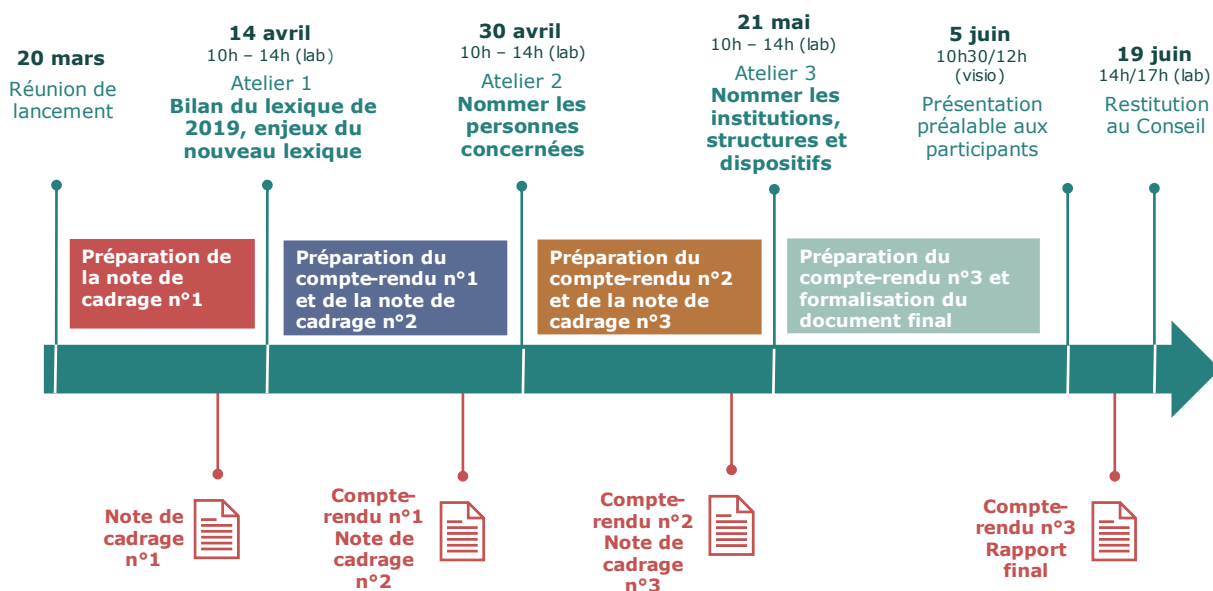 20 mars
Réunion de
lancement
14 avril
10h – 14h (lab)
Atelier 1
Bilan du lexique de
2019, enjeux du
nouveau lexique
30 avril
10h – 14h (lab)
Atelier 2
Nommer les
personnes
concernées
21 mai
10h – 14h (lab)
Atelier 3
Nommer les
institutions,
structures et
dispositifs
5 juin
10h30/12h
(visio)
Présentation
préalable aux
participants
19 juin
14h/17h (lab)
Restitution
au Conseil
Préparation de
la note de
cadrage n°1
Préparation du
compte-rendu n°1
et de la note de
cadrage n°2
Préparation du
compte-rendu n°2
et de la note de
cadrage n°3
Préparation du
compte-rendu n°3 et
formalisation du
document final
Note de
cadrage
n°1
Compte-
rendu n°1
Note de
cadrage
n°2
Compte-
rendu n°2
Note de
cadrage
n°3
Compte-
rendu n°3
Rapport
final